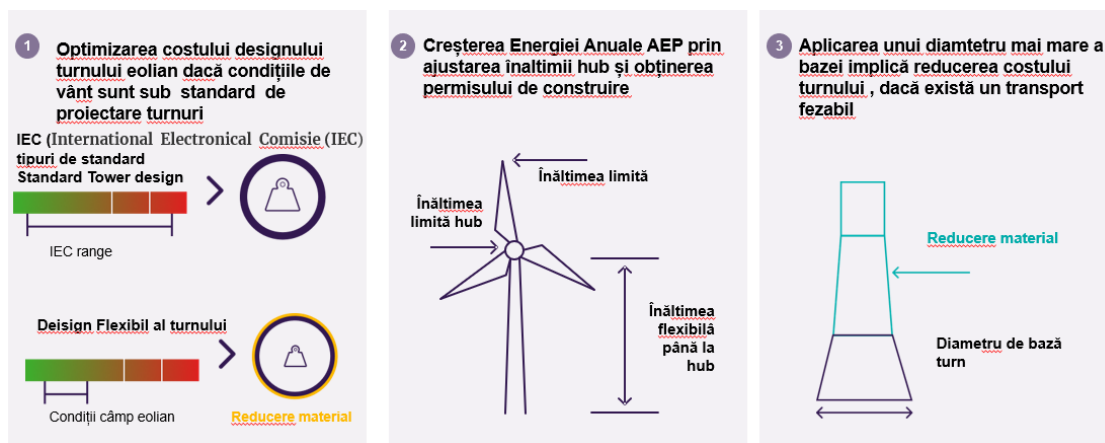 1
Optimizarea costului designului
turnului eolian dacă condițiile de
vânt sunt sub standard de
proiectare turnuri
IEC (International Electronical Comisie (IEC)
tipuri de standard
Standard Tower design
IEC range
Deisign Flexibil al turnului
Condiții câmp eolian
Reducere material
2
Creșterea Energiei Anuale AEP prin
ajustarea înaltimii hub și obținerea
permisului de construire
Înăltimea limită
Înăltimea
limită hub
Înăltimea
flexibilă
până la
hub
3
Aplicarea unui diamtetru mai mare a
bazei implică reducerea costului
turnului , dacă există un transport
fezabil
Reducere material
Diametru de bază
turn